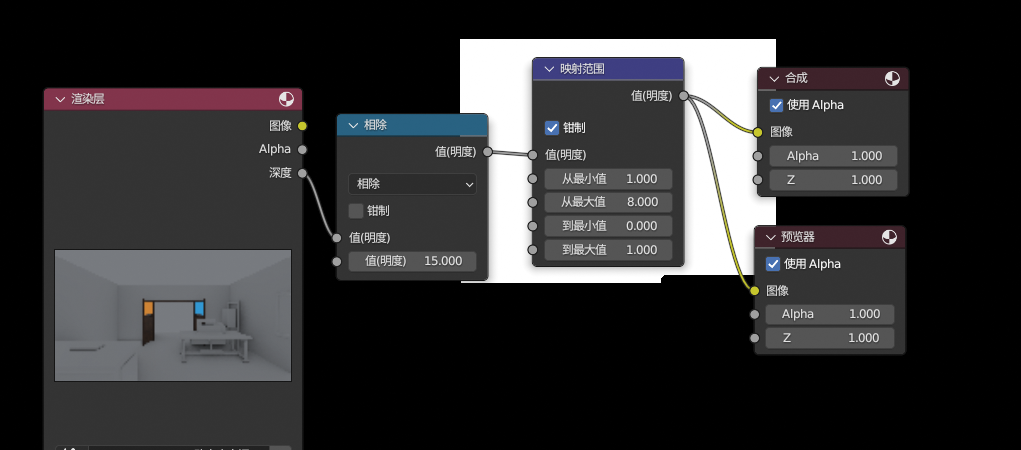 渲染层
图像
Alpha
深度
相除
值(明度)
相除
钳制
值(明度)
值(明度) 15.000
映射范围
值(明度)
钳制
值(明度)
从最小值 1.000
从最大值 8.000
到最小值 0.000
到最大值 1.000
合成
使用 Alpha
图像
Alpha 1.000
Z 1.000
预览器
使用 Alpha
图像
Alpha 1.000
Z 1.000